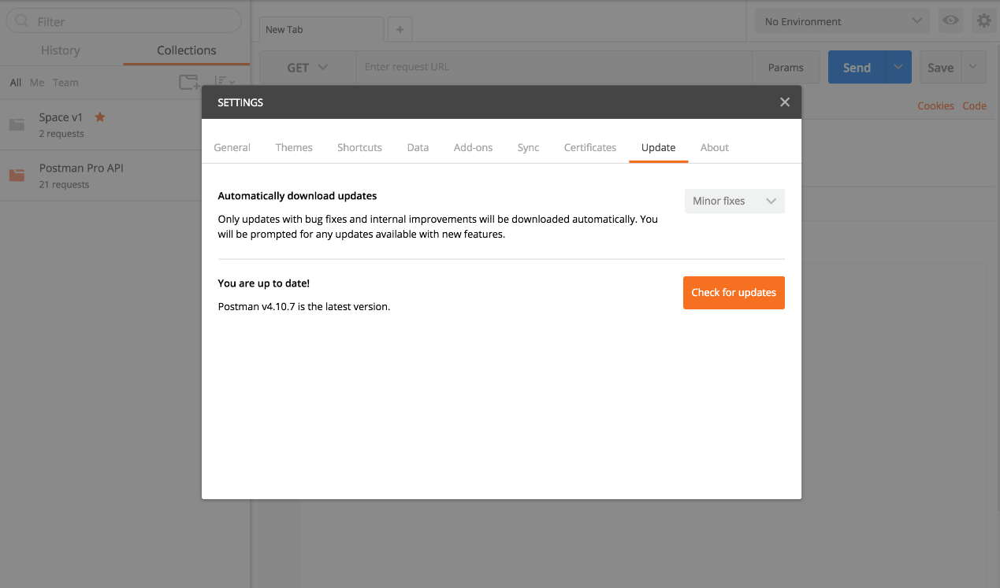 Filter
History
Collections
All Me Team
Space v1
2 requests
Postman Pro API
21 requests
New Tab
+
No Environment
GET
Enter request URL
Params
Send
Save
Cookies Code
SETTINGS
General Themes Shortcuts Data Add-ons Sync Certificates Update About
Automatically download updates
Minor fixes
Only updates with bug fixes and internal improvements will be downloaded automatically. You
will be prompted for any updates available with new features.
You are up to date!
Check for updates
Postman v4.10.7 is the latest version.